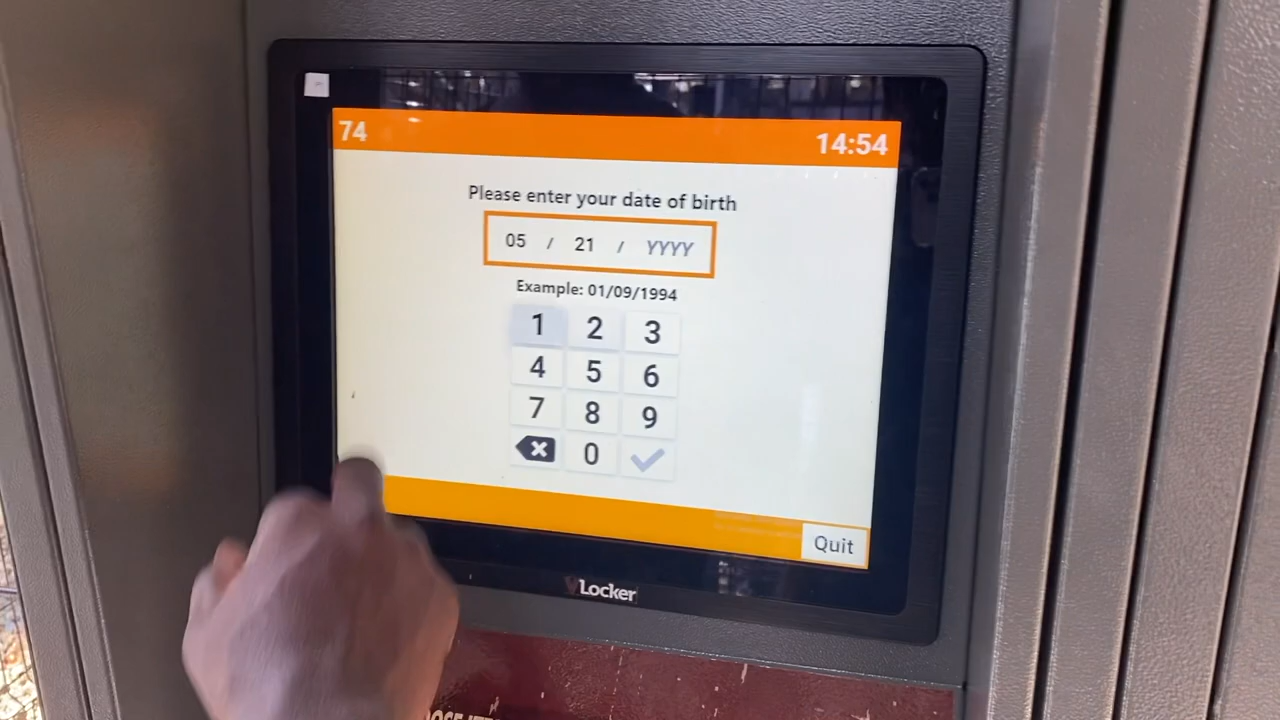 74 14:54
Please enter your date of birth
05 / 21 / YYYY
Example: 01/09/1994
1 2 3
4 5 6
7 8 9
0
Quit
Locker